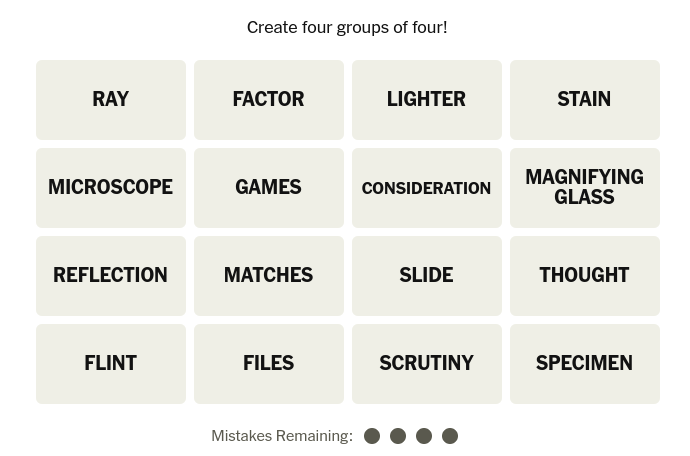 Create four groups of four!
RAY
FACTOR
LIGHTER
STAIN
MICROSCOPE
GAMES
CONSIDERATION
MAGNIFYING
GLASS
REFLECTION
MATCHES
SLIDE
THOUGHT
FLINT
FILES
SCRUTINY
SPECIMEN
Mistakes Remaining: